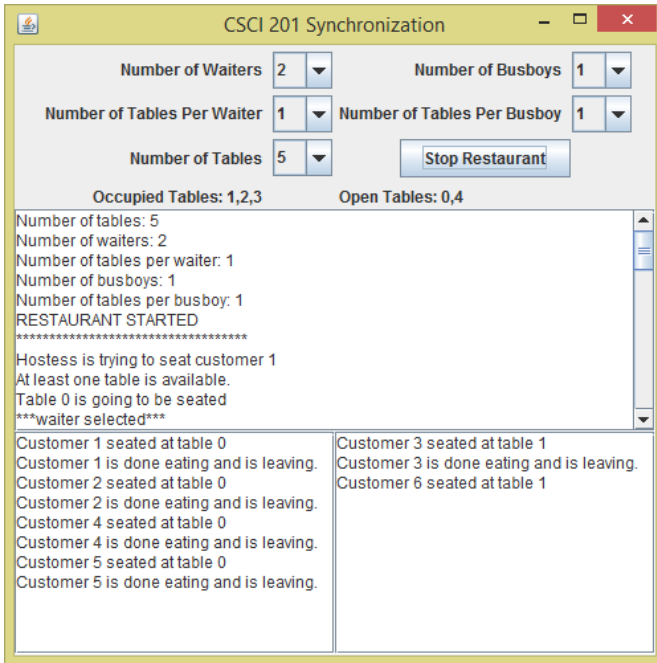 CSCI 201 Synchronization
Number of Waiters 2 Number of Busboys 1
Number of Tables Per Waiter 1 Number of Tables Per Busboy 1
Number of Tables 5 Stop Restaurant
Occupied Tables: 1,2,3 Open Tables: 0,4
Number of tables: 5
Number of waiters: 2
Number of tables per waiter: 1
Number of busboys: 1
Number of tables per busboy: 1
RESTAURANT STARTED
***********************************
Hostess is trying to seat customer 1
At least one table is available.
Table 0 is going to be seated
***waiter selected***
Customer 1 seated at table 0
Customer 1 is done eating and is leaving.
Customer 2 seated at table 0
Customer 2 is done eating and is leaving.
Customer 4 seated at table 0
Customer 4 is done eating and is leaving.
Customer 5 seated at table 0
Customer 5 is done eating and is leaving.
Customer 3 seated at table 1
Customer 3 is done eating and is leaving.
Customer 6 seated at table 1